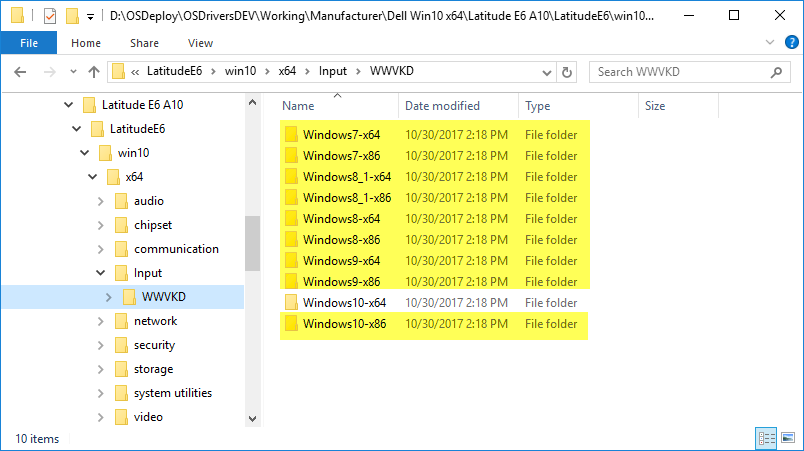 D:\OSDeploy\OSDriversDEV\Working\Manufacturer\Dell Win10 x64\Latitude E6 A10\LatitudeE6\win10...
File Home Share View
« LatitudeE6 > win10 > x64 > Input > WWVKD
Search WWVKD
Latitude E6 A10
LatitudeE6
win10
x64
audio
chipset
communication
Input
WWVKD
network
security
storage
system utilities
video
Name Date modified Type Size
Windows7-x64 10/30/2017 2:18 PM File folder
Windows7-x86 10/30/2017 2:18 PM File folder
Windows8_1-x64 10/30/2017 2:18 PM File folder
Windows8_1-x86 10/30/2017 2:18 PM File folder
Windows8-x64 10/30/2017 2:18 PM File folder
Windows8-x86 10/30/2017 2:18 PM File folder
Windows9-x64 10/30/2017 2:18 PM File folder
Windows9-x86 10/30/2017 2:18 PM File folder
Windows10-x64 10/30/2017 2:18 PM File folder
Windows10-x86 10/30/2017 2:18 PM File folder
10 items